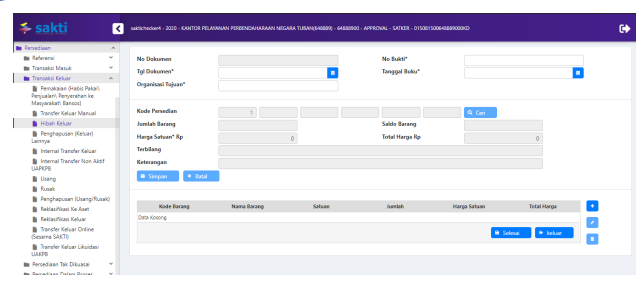 sakti
saktichedoer4 - 2020 - KANTOR PELAYANAN PERBENDAHARAAN NEGARA TUBAN(648889) - 64888900 - APPROVAL - SATKER - 015081500648889000KD
Persediaan
Referensi
Transaksi Masuk
Transaksi Keluar
Pemakaian (Habis Pakai\
Penjualan\ Penyerahan ke
Masyarakat\ Bansos)
Transfer Keluar Manual
Hibah Keluar
Penghapusan (Keluar)
Lainnya
Internal Transfer Keluar
Internal Transfer Non Aktif
UAPKPB
Usang
Rusak
Penghapusan (Usang/Rusak)
Reklasifikasi Ke Aset
Reklasifikasi Keluar
Transfer Keluar Online
(Sesama SAKTI)
Transfer Keluar Likuidasi
UAKPB
Persediaan Tak Dikuasai
Persediaan Dalam Proses
No Dokumen
No Bukti*
Tgl Dokumen*
Tanggal Buku*
Organisasi Tujuan*
Kode Persedian
1
Cari
Jumlah Barang
Saldo Barang
Harga Satuan* Rp
0
Total Harga Rp
0
Terbilang
Keterangan
Simpan
Batal
Kode Barang Nama Barang Satuan Jumlah Harga Satuan Total Harga
Data Kosong
Selesai
keluar